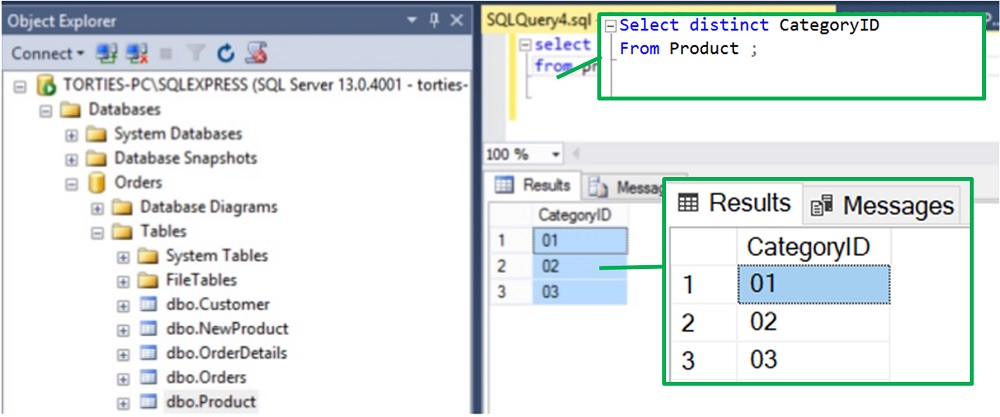 Object Explorer
Connect
TORTIES-PC\SQLEXPRESS (SQL Server 13.0.4001 - torties-
Databases
System Databases
Database Snapshots
Orders
Database Diagrams
Tables
System Tables
FileTables
dbo.Customer
dbo.NewProduct
dbo.OrderDetails
dbo.Orders
dbo.Product
SQLQuery4.sql -
select
from pr
Select distinct CategoryID
From Product ;
100 %
Results
Messag
CategoryID
1 01
2 02
3 03
Results Messages
CategoryID
1 01
2 02
3 03